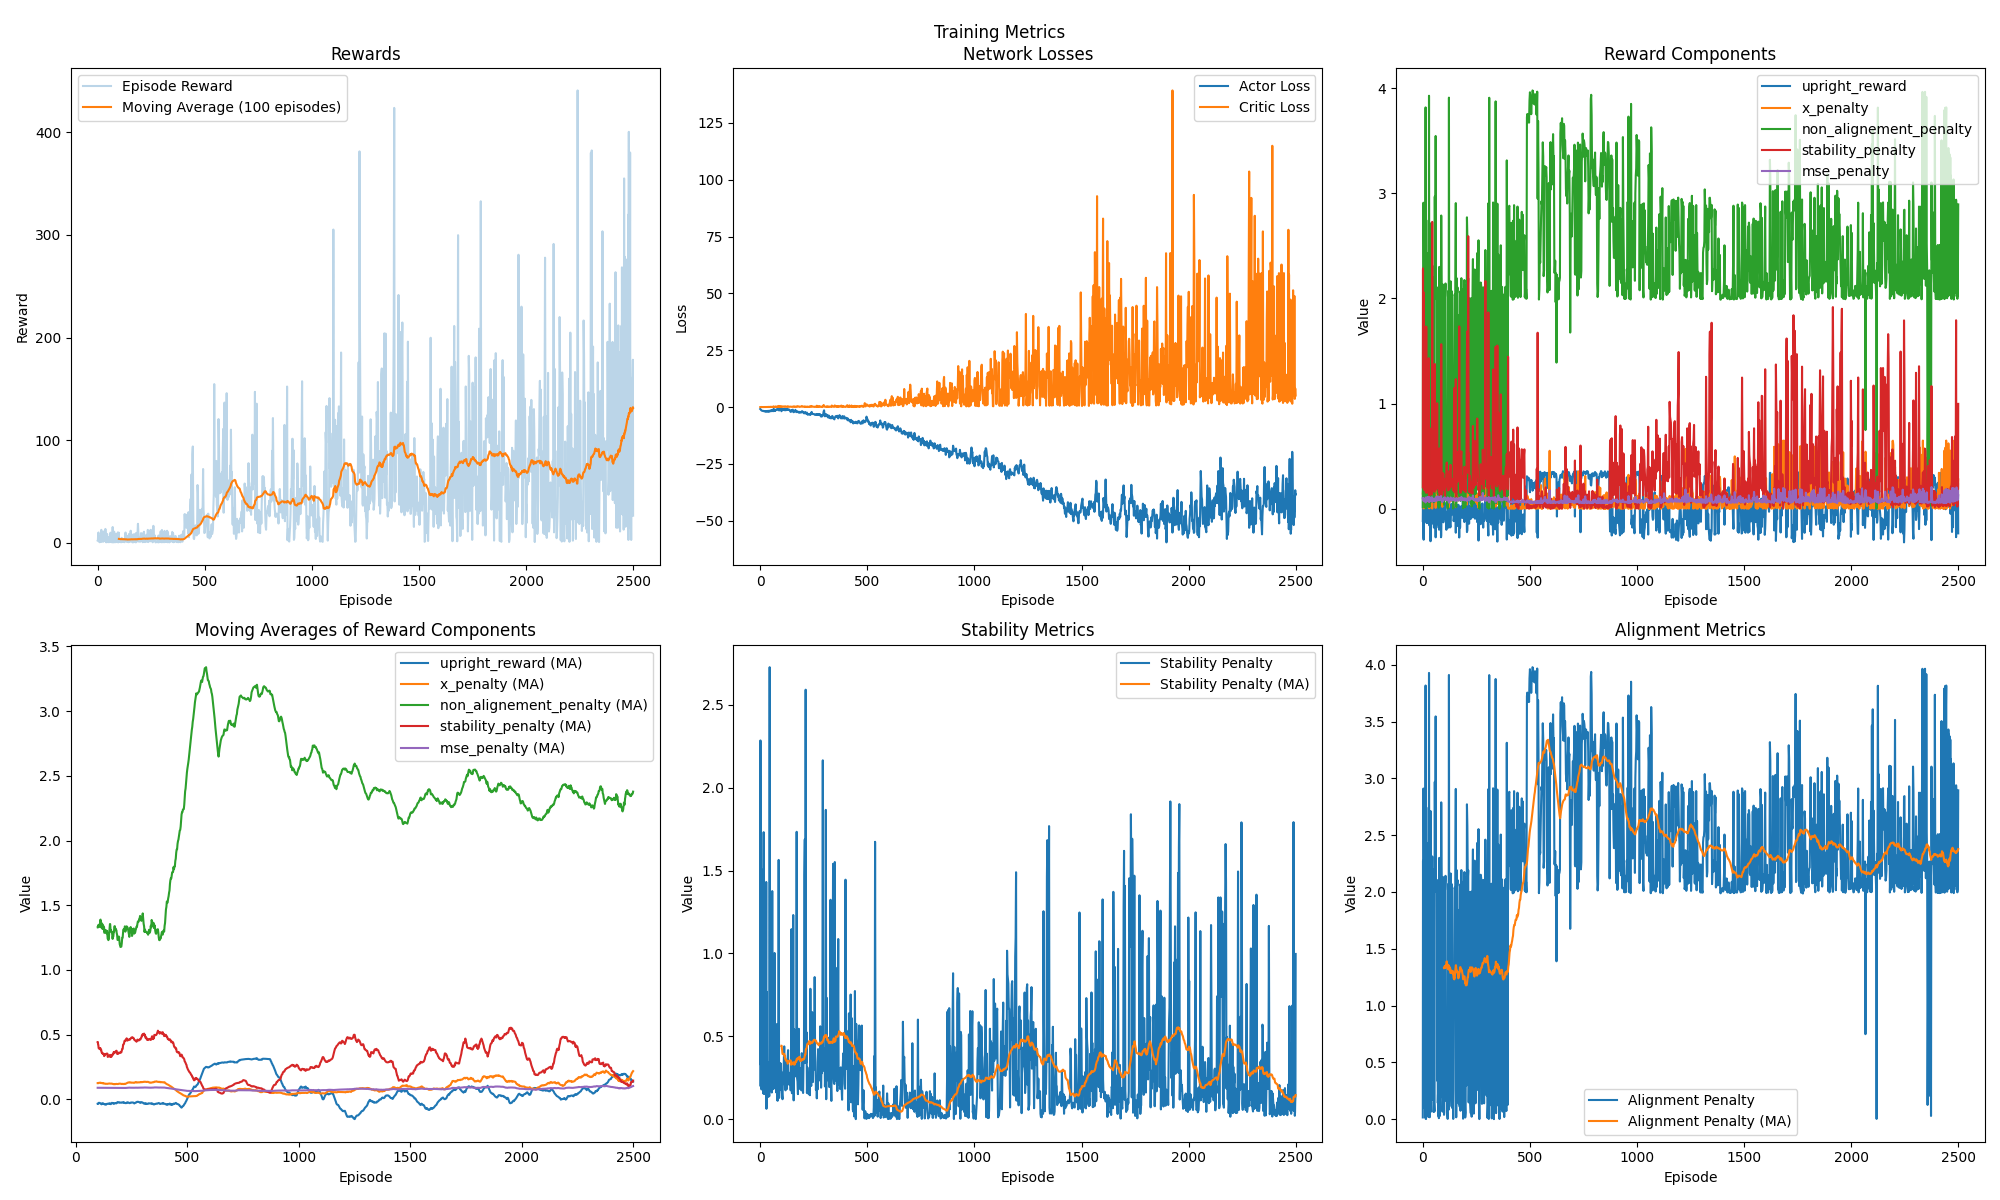 Training Metrics
Rewards
Episode Reward
Moving Average (100 episodes)
400
300
200
100
0
Reward
0 500 1000 1500 2000 2500
Episode
Network Losses
Actor Loss
Critic Loss
125
100
75
50
25
0
−25
−50
Loss
0 500 1000 1500 2000 2500
Episode
Reward Components
upright_reward
x_penalty
non_alignement_penalty
stability_penalty
mse_penalty
4
3
2
1
0
Value
0 500 1000 1500 2000 2500
Episode
Moving Averages of Reward Components
upright_reward (MA)
x_penalty (MA)
non_alignement_penalty (MA)
stability_penalty (MA)
mse_penalty (MA)
3.5
3.0
2.5
2.0
1.5
1.0
0.5
0.0
Value
0 500 1000 1500 2000 2500
Episode
Stability Metrics
Stability Penalty
Stability Penalty (MA)
2.5
2.0
1.5
1.0
0.5
0.0
Value
0 500 1000 1500 2000 2500
Episode
Alignment Metrics
4.0
3.5
3.0
2.5
2.0
1.5
1.0
0.5
0.0
Value
Alignment Penalty
Alignment Penalty (MA)
0 500 1000 1500 2000 2500
Episode